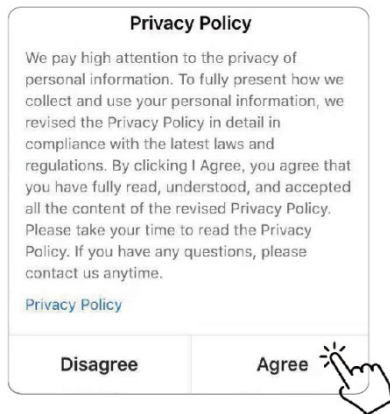 Privacy Policy
We pay high attention to the privacy of
personal information. To fully present how we
collect and use your personal information, we
revised the Privacy Policy in detail in
compliance with the latest laws and
regulations. By clicking I Agree, you agree that
you have fully read, understood, and accepted
all the content of the revised Privacy Policy.
Please take your time to read the Privacy
Policy. If you have any questions, please
contact us anytime.
Privacy Policy
Disagree
Agree